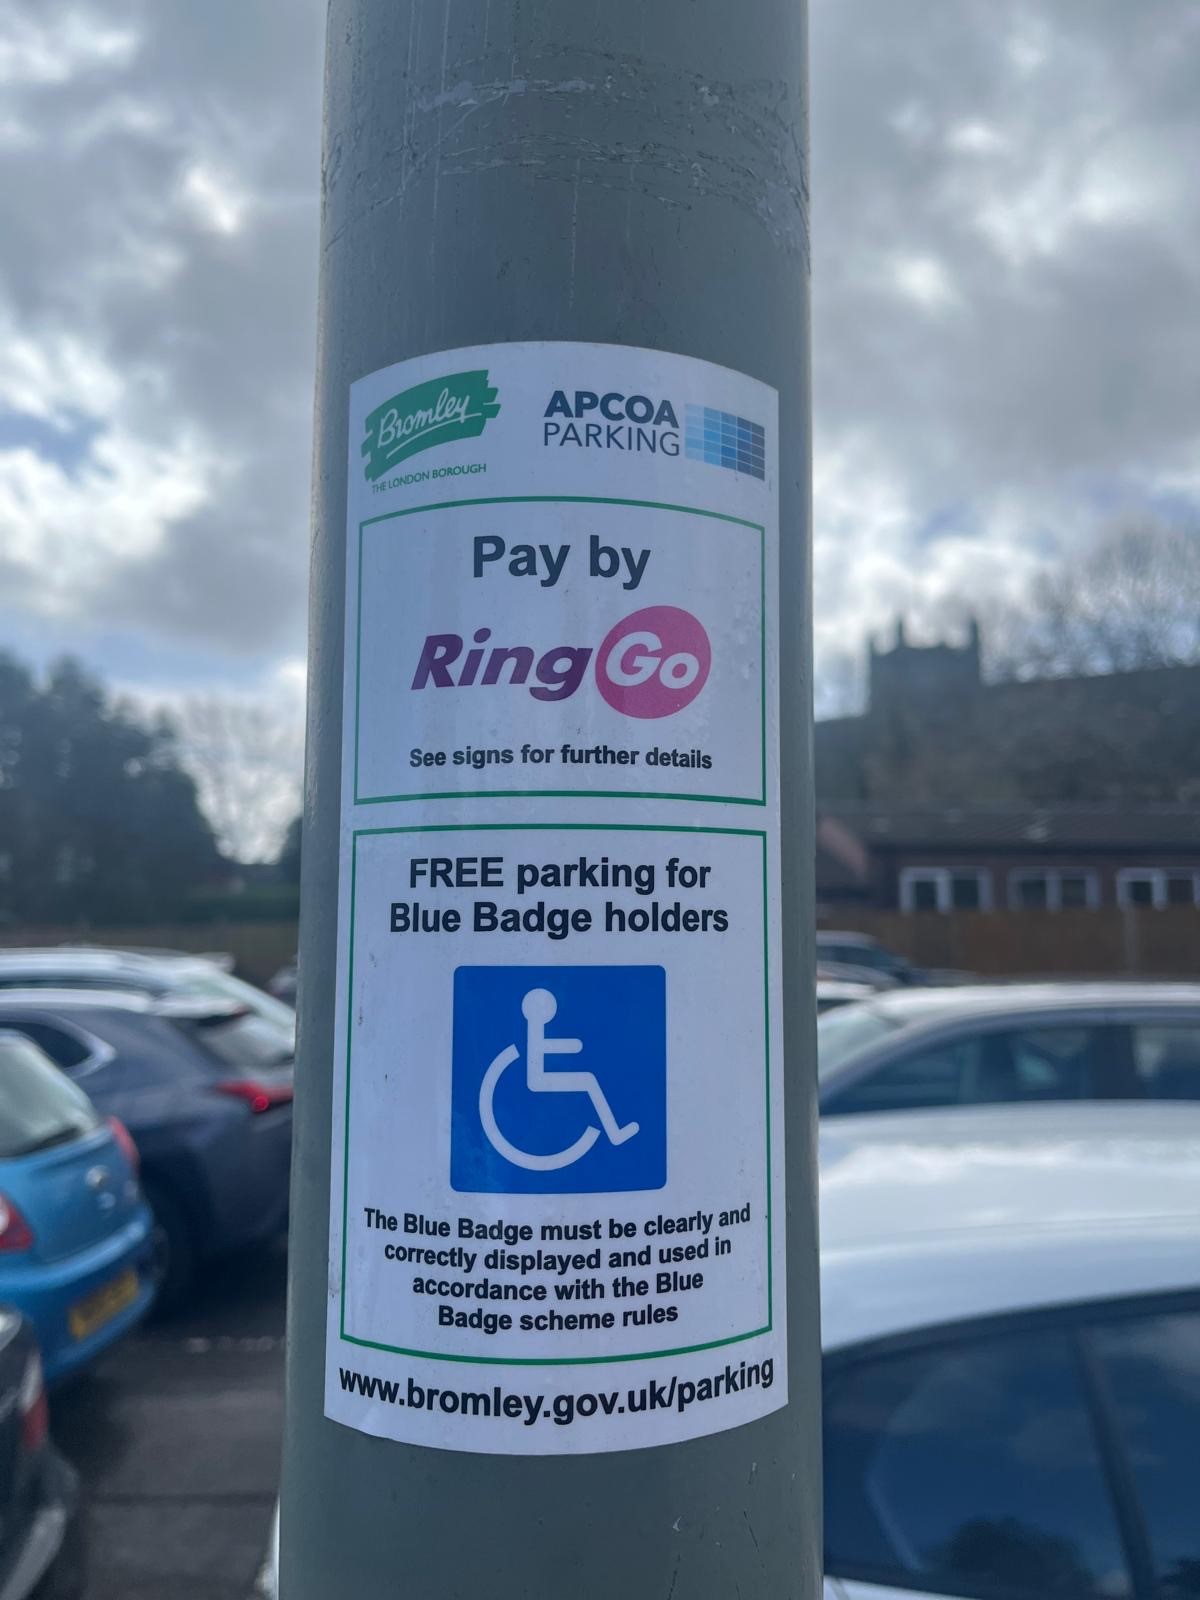 Bromley
THE LONDON BOROUGH
APCOA
PARKING
Pay by
RingGo
See signs for further details
FREE parking for
Blue Badge holders
The Blue Badge must be clearly and
correctly displayed and used in
accordance with the Blue
Badge scheme rules
www.bromley.gov.uk/parking